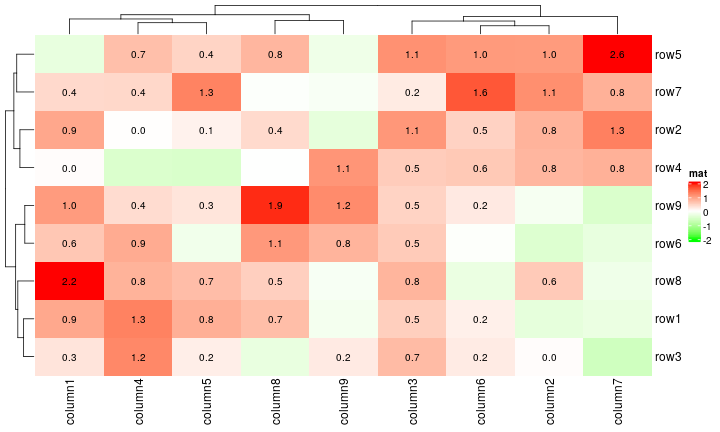 0.7 0.4 0.8 1.1 1.0 1.0 2.6 row5
0.4 0.4 1.3 0.2 1.6 1.1 0.8 row7
0.9 0.0 0.1 0.4 1.1 0.5 0.8 1.3 row2
0.0 1.1 0.5 0.6 0.8 0.8 row4
1.0 0.4 0.3 1.9 1.2 0.5 0.2 row9
0.6 0.9 1.1 0.8 0.5 row6
2.2 0.8 0.7 0.5 0.8 0.6 row8
0.9 1.3 0.8 0.7 0.5 0.2 row1
0.3 1.2 0.2 0.2 0.7 0.2 0.0 row3
column1 column4 column5 column8 column9 column3 column6 column2 column7
mat
2
1
0
-1
-2